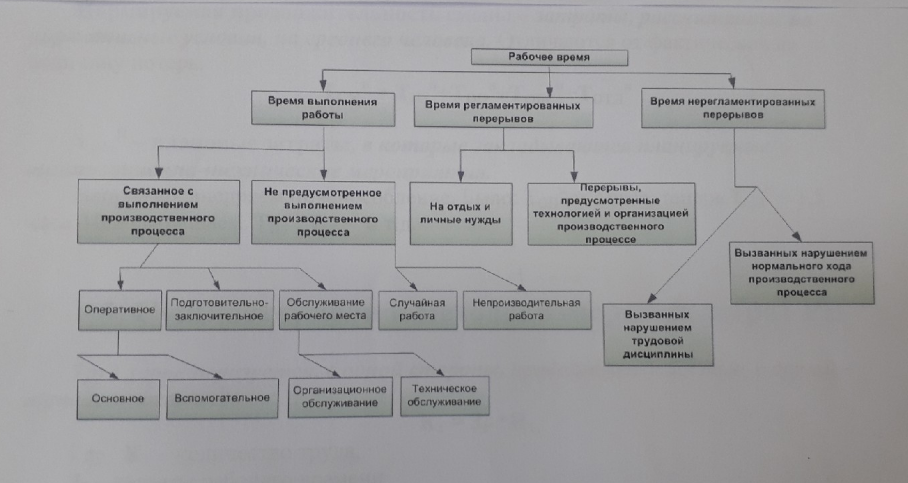 Рабочее время
Время выполнения
работы
Время регламентированных
перерывов
Время нерегламентированных
перерывов
Связанное с
выполнением
производственного
процесса
Не предусмотренное
выполнением
производственного
процесса
На отдых и
личные нужды
Перерывы,
предусмотренные
технологией и организацией
производственного
процессе
Вызванных нарушением
нормального хода
производственного
процесса
Оперативное
Подготовительно-
заключительное
Обслуживание
рабочего места
Случайная
работа
Непроизводительная
работа
Вызванных
нарушением
трудовой
дисциплины
Основное
Вспомогательное
Организационное
обслуживание
Техническое
обслуживание